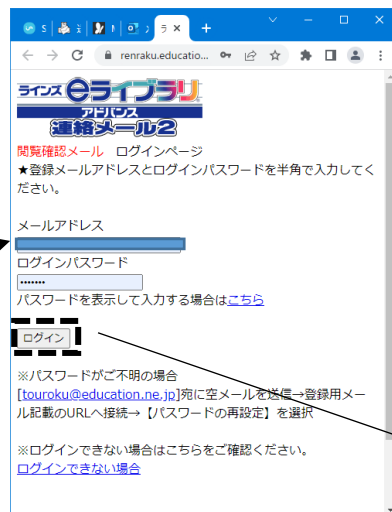 renraku.educatio...
ラインズ eライブラリ
アドバンス
連絡メール2
閲覧確認メール　ログインページ
★登録メールアドレスとログインパスワードを半角で入力してく
ださい。
メールアドレス
ログインパスワード
•••••••
パスワードを表示して入力する場合はこちら
ログイン
※パスワードがご不明の場合
[touroku@education.ne.jp]宛に空メールを送信→登録用メー
ル記載のURLへ接続→【パスワードの再設定】を選択
※ログインできない場合はこちらをご確認ください。
ログインできない場合